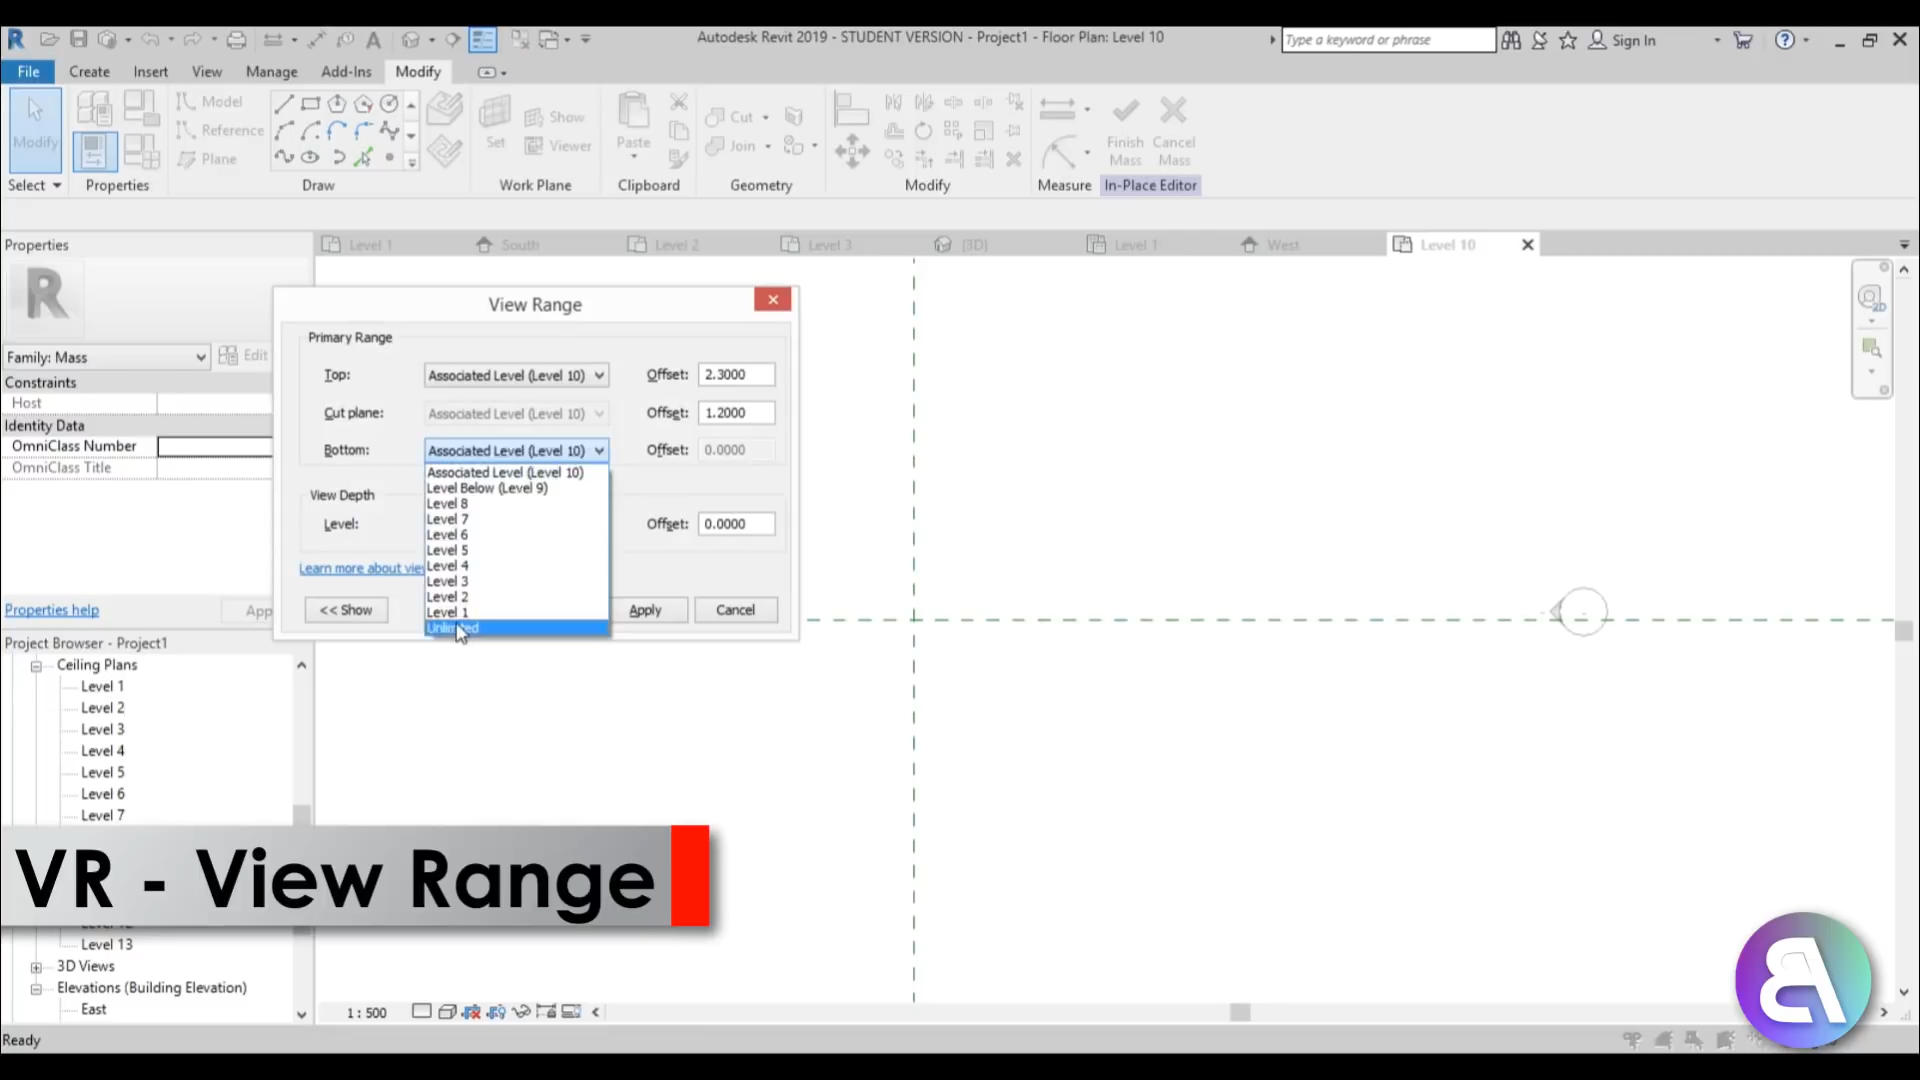 Autodesk Revit 2019 - STUDENT VERSION - Project1 - Floor Plan: Level 10
Type a keyword or phrase
Sign In
File Create Insert View Manage Add-Ins Modify
Modify
Select
Properties
Model
Reference
Plane
Draw
Set
Show
Viewer
Work Plane
Paste
Clipboard
Cut
Join
Geometry
Modify
Measure
Finish Mass
Cancel Mass
In-Place Editor
Level 1 South Level 2 Level 3 {3D} Level 1 West Level 10
Properties
Family: Mass
Edit
Constraints
Host
Identity Data
OmniClass Number
OmniClass Title
Properties help
View Range
Primary Range
Top: Associated Level (Level 10) Offset: 2.3000
Cut plane: Associated Level (Level 10) Offset: 1.2000
Bottom: Associated Level (Level 10) Offset: 0.0000
Associated Level (Level 10)
Level Below (Level 9)
Level 8
Level 7
Level 6
Level 5
Level 4
Level 3
Level 2
Level 1
View Depth
Level: Offset: 0.0000
Learn more about
<< Show
Apply
Cancel
Project Browser - Project1
Ceiling Plans
Level 1
Level 2
Level 3
Level 4
Level 5
Level 6
Level 7
VR - View Range
Level 13
3D Views
Elevations (Building Elevation)
East
1 : 500
Ready